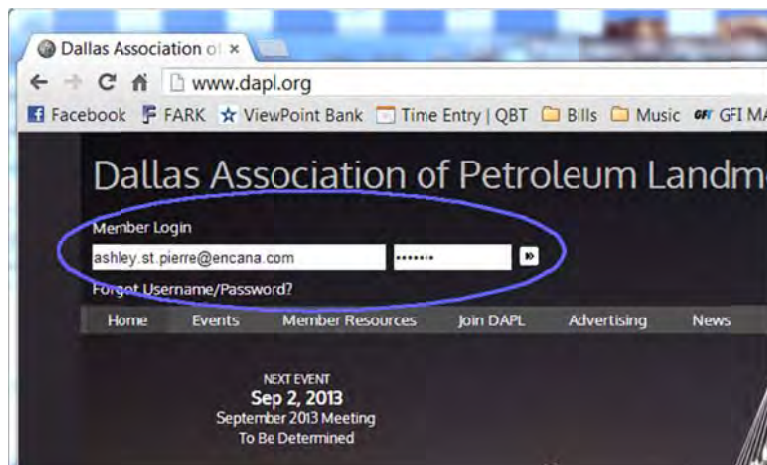 Dallas Association of ×
www.dapl.org
Facebook FARK ViewPoint Bank Time Entry | QBT Bills Music GFI GFI MA
Dallas Association of Petroleum Landm
Member Login
ashley.st.pierre@encana.com •••••••
Forgot Username/Password?
Home Events Member Resources Join DAPL Advertising News
NEXT EVENT
Sep 2, 2013
September 2013 Meeting
To Be Determined